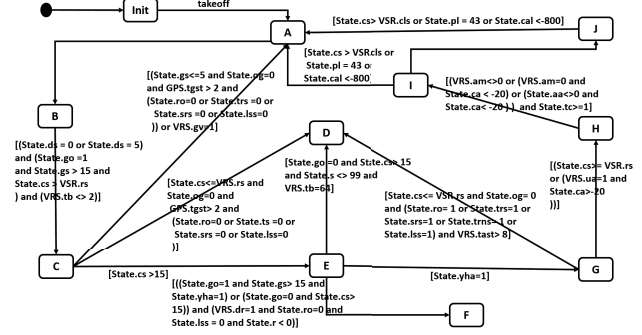 Init
takeoff
A
[State.cs> VSR.cls or State.pl = 43 or State.cal <-800]
J
[State.cs > VSR.cls or
State.pl = 43 or
State.cal <-800]
I
[(VRS.am<>0 or (VRS.am=0 and
State.ca < -20) or (State.aa<>0 and
State.ca< -20 ) ) and State.tc>=1]
[(State.gs<=5 and State.og=0
and GPS.tgst > 2 and
(State.ro=0 or State.trs =0 or
State.srs =0 or State.lss=0
)) or VRS.gv=1]
B
D
H
[(State.ds = 0 or State.ds = 5)
and (State.go =1
and State.gs > 15 and
State.cs > VSR.rs
) and (VRS.tb <> 2)]
[State.go =0 and State.cs> 15
and State.s <> 99 and
VRS.tb=64]
[(State.cs>= VSR.rs
or (VRS.ua=1 and
State.ca>-20
))]
[State.cs<=VRS.rs and
State.og=0 and
GPS.tgst> 2 and
(State.ro=0 or State.ts =0 or
State.srs =0 or State.lss=0
)]
[State.cs<= VSR.rs and State.og= 0
and (State.ro= 1 or State.trs=1 or
State.srs=1 or State.trns=1 or
State.lss=1) and VRS.tast> 8]
C
[State.cs >15]
E
[State.yha=1]
G
[((State.go=1 and State.gs> 15 and
State.yha=1) or (State.go=0 and State.cs>
15)) and (VRS.dr=1 and State.ro=0 and
State.lss = 0 and State.r < 0)]
F